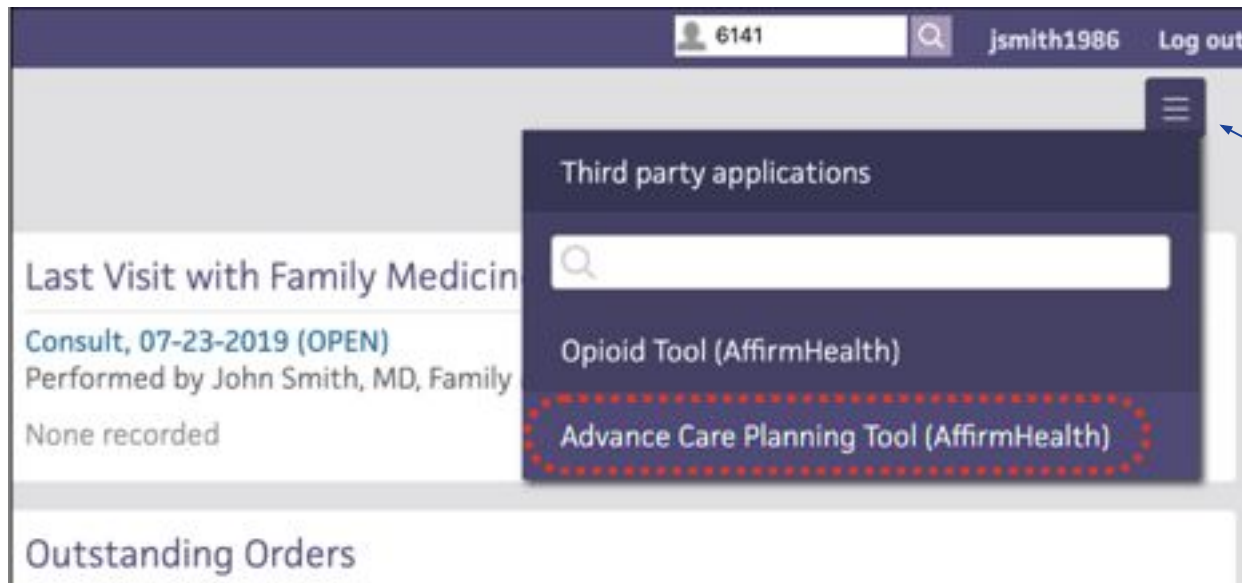 6141 jsmith1986 Log out
Third party applications
Last Visit with Family Medicin
Consult, 07-23-2019 (OPEN)
Performed by John Smith, MD, Family
None recorded
Opioid Tool (AffirmHealth)
Advance Care Planning Tool (AffirmHealth)
Outstanding Orders